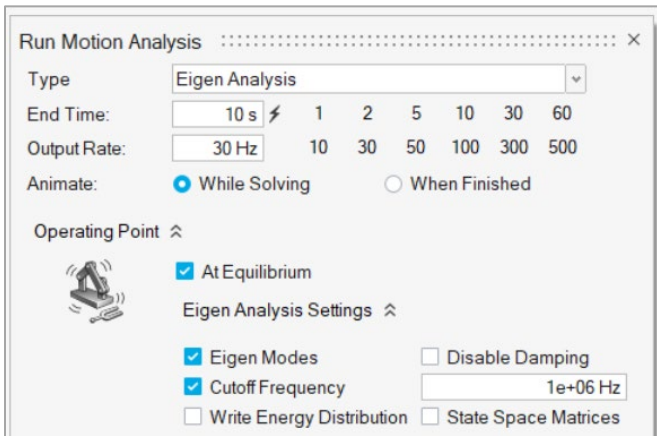 Run Motion Analysis
Type Eigen Analysis
End Time: 10 s 1 2 5 10 30 60
Output Rate: 30 Hz 10 30 50 100 300 500
Animate: While Solving When Finished
Operating Point
At Equilibrium
Eigen Analysis Settings
Eigen Modes Disable Damping
Cutoff Frequency 1e+06 Hz
Write Energy Distribution State Space Matrices